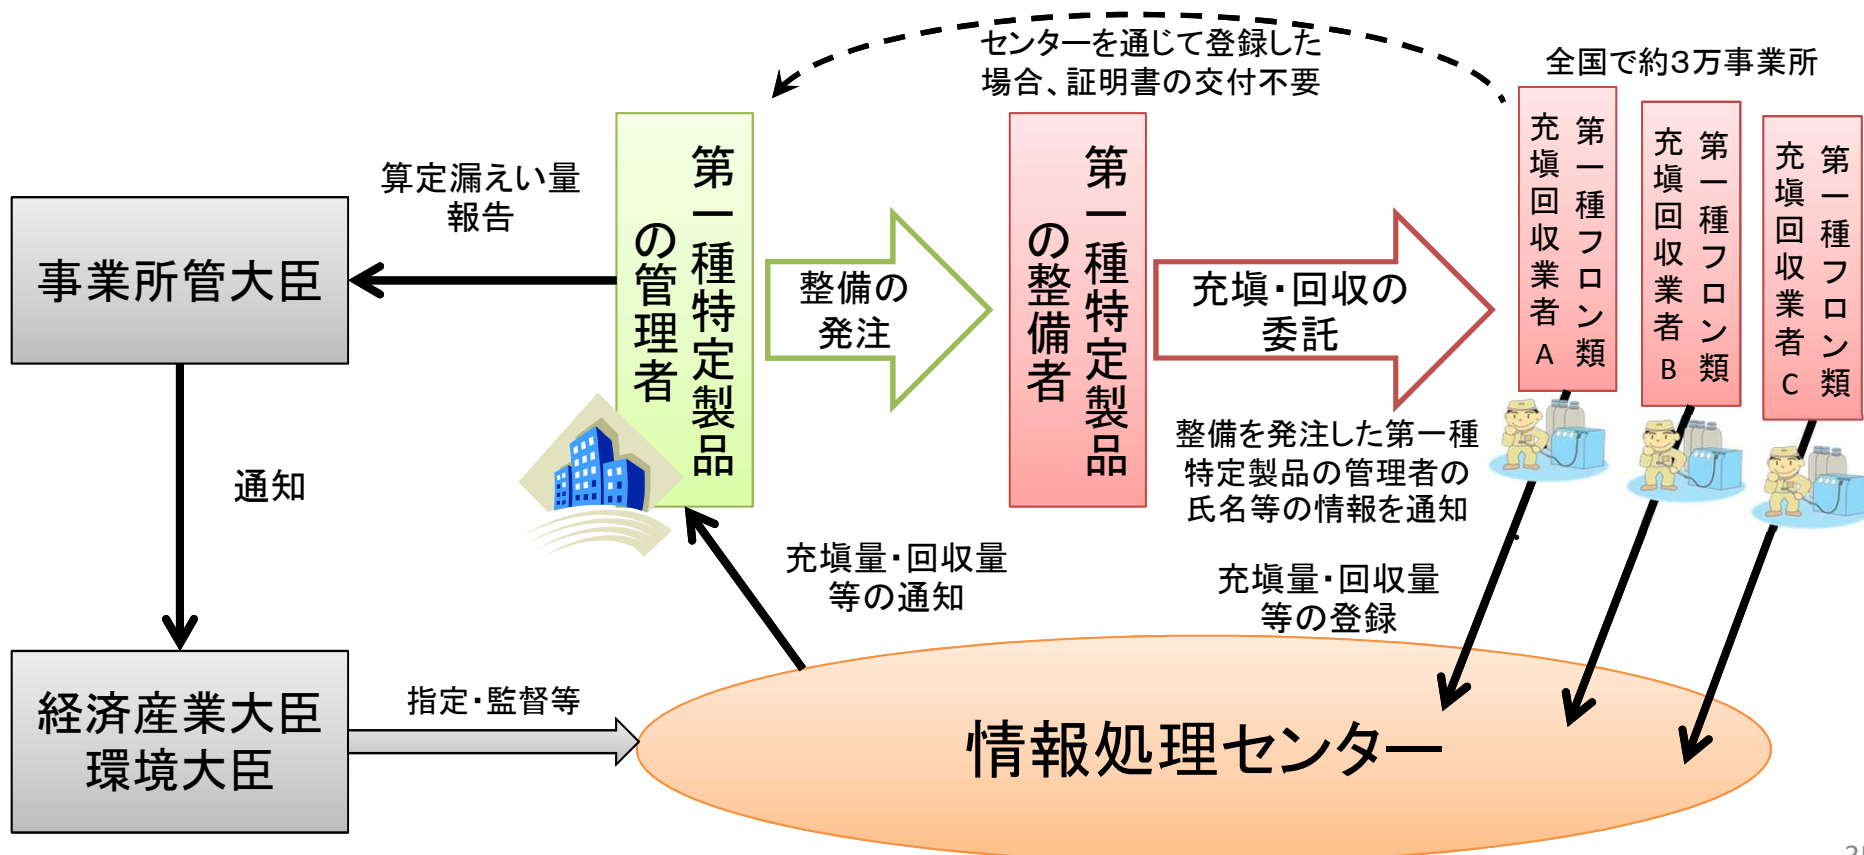 センターを通じて登録した
場合、証明書の交付不要
全国で約3万事業所
算定漏えい量
報告
事業所管大臣
第一種特定製品
の管理者
整備の
発注
第一種特定製品
の整備者
充塡・回収の
委託
第一種フロン類
充塡回収業者A
第一種フロン類
充塡回収業者B
第一種フロン類
充塡回収業者C
整備を発注した第一種
特定製品の管理者の
氏名等の情報を通知
通知
充塡量・回収量
等の通知
充塡量・回収量
等の登録
経済産業大臣
環境大臣
指定・監督等
情報処理センター